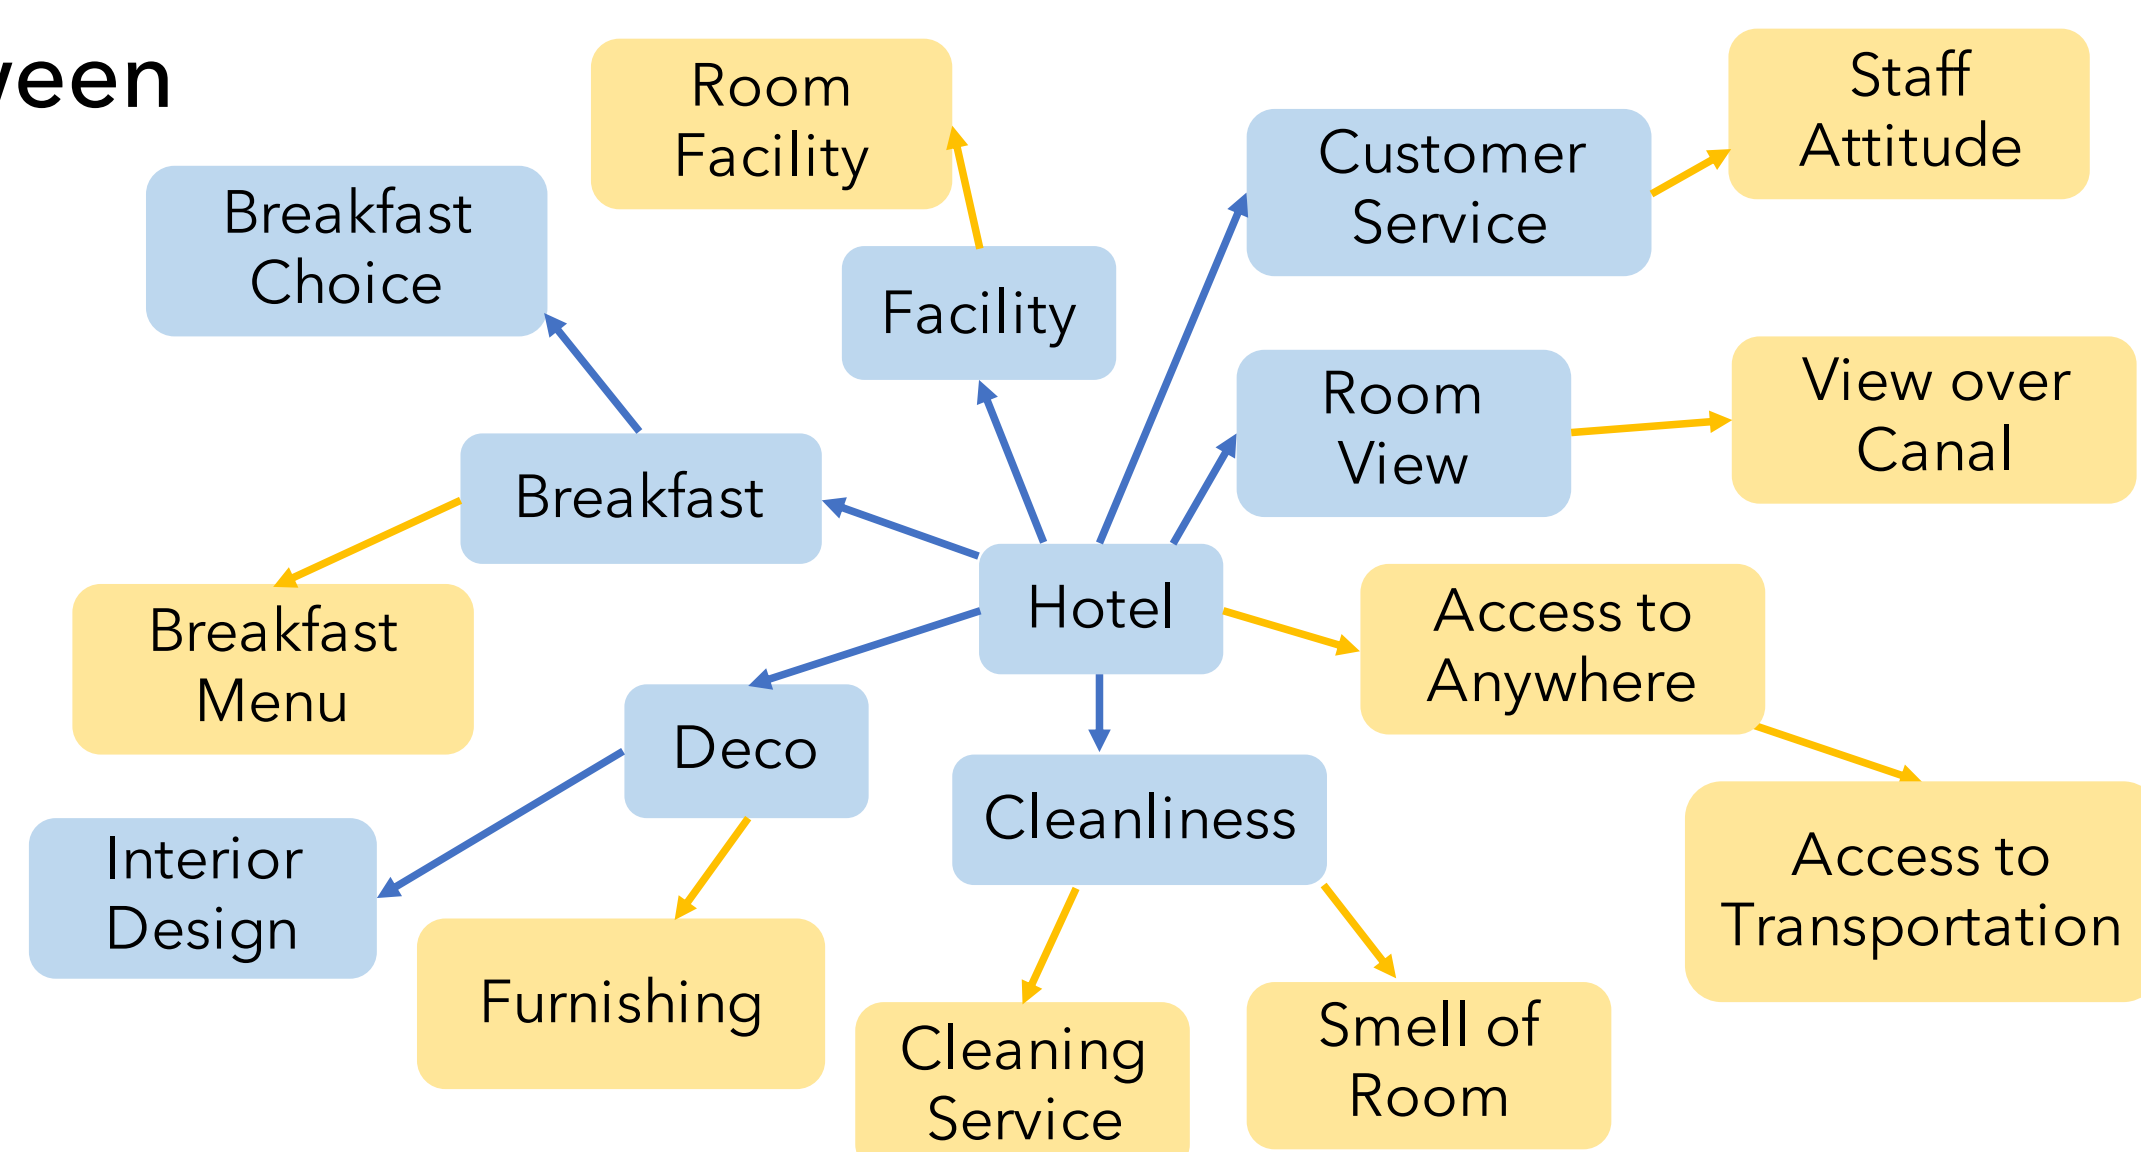 ween
Room
Facility
Staff
Attitude
Customer
Service
Breakfast
Choice
Facility
Room
View
View over
Canal
Breakfast
Hotel
Access to
Anywhere
Breakfast
Menu
Deco
Cleanliness
Interior
Design
Access to
Transportation
Furnishing
Cleaning
Service
Smell of
Room